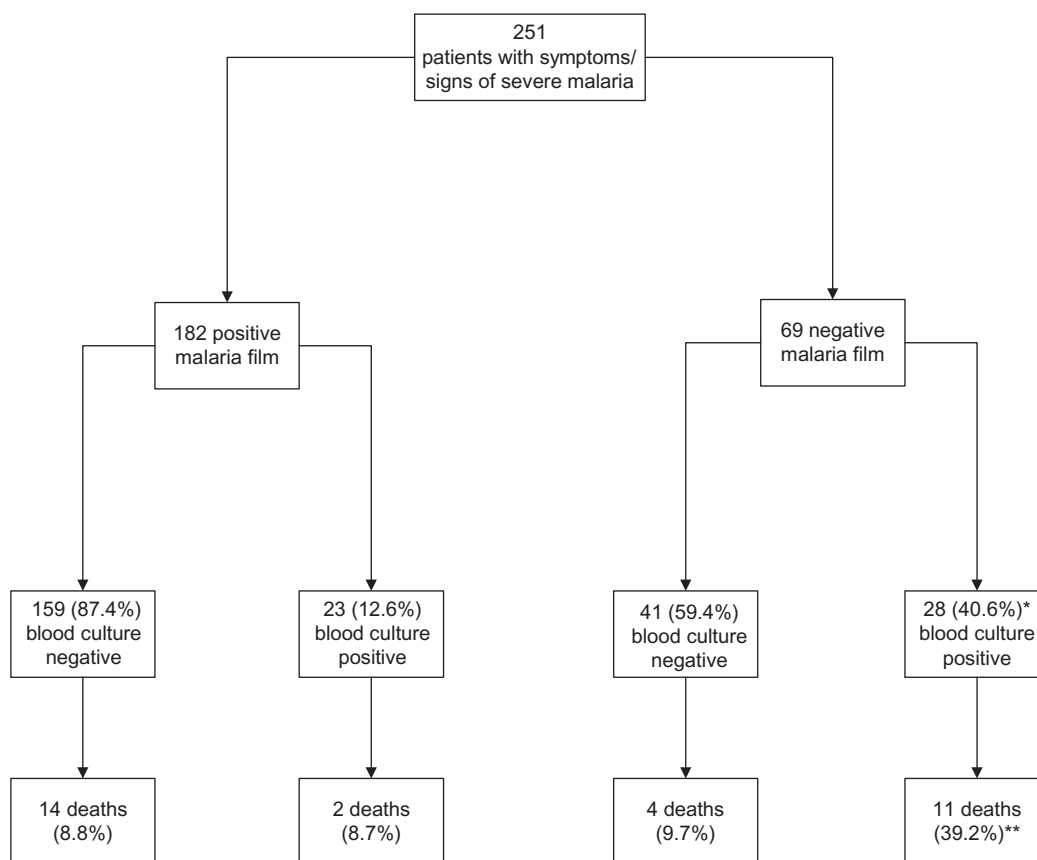 251
patients with symptoms/
signs of severe malaria
182 positive
malaria film
69 negative
malaria film
159 (87.4%)
blood culture
negative
23 (12.6%)
blood culture
positive
41 (59.4%)
blood culture
negative
28 (40.6%)*
blood culture
positive
14 deaths
(8.8%)
2 deaths
(8.7%)
4 deaths
(9.7%)
11 deaths
(39.2%)**